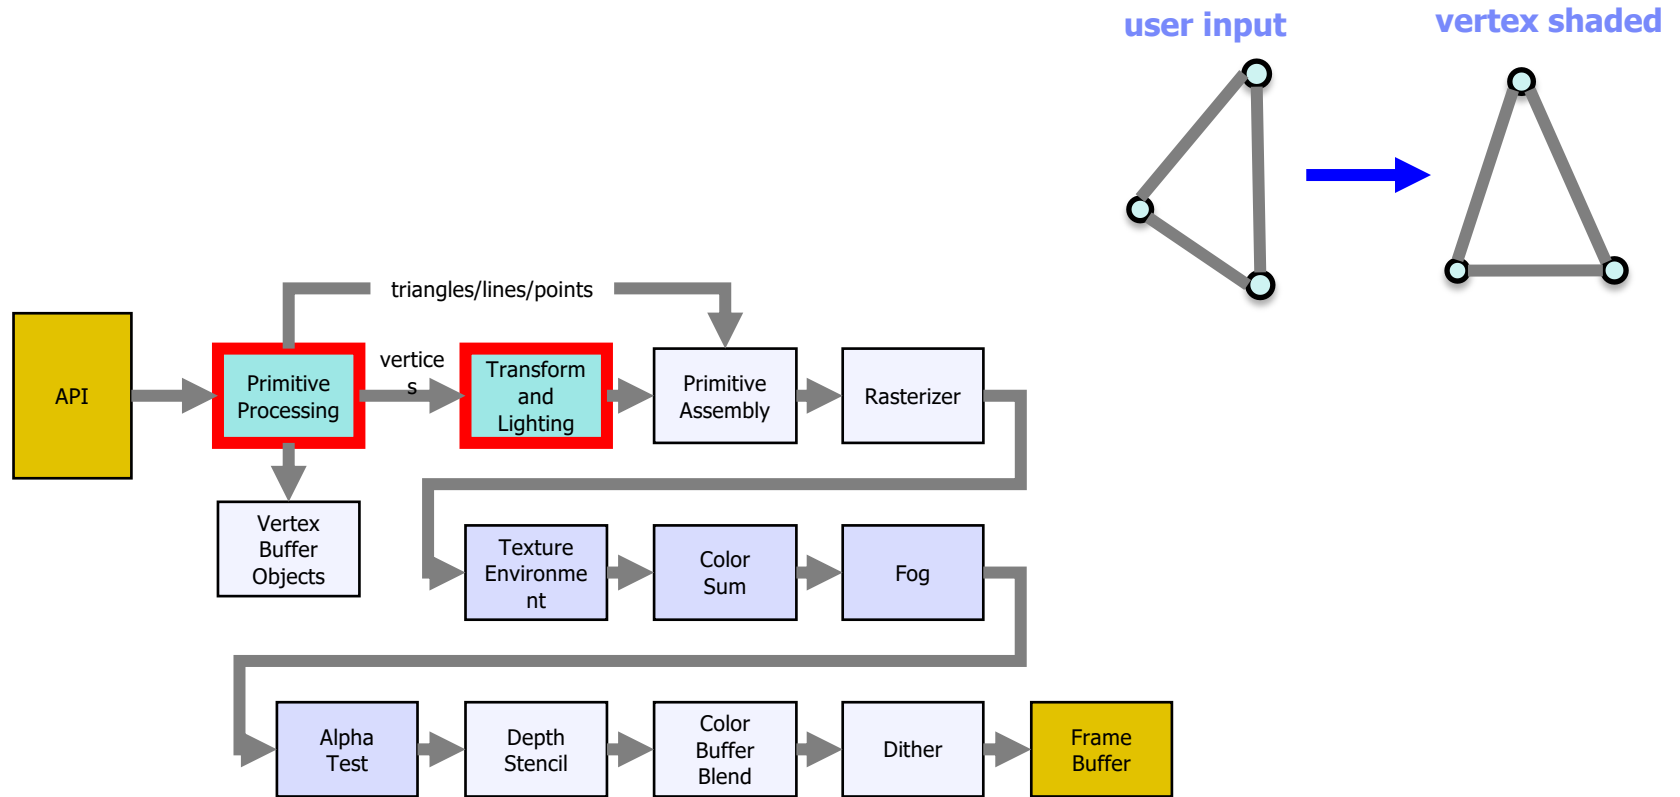 user input
vertex shaded
triangles/lines/points
API
Primitive
Processing
vertice
s
Transform
and
Lighting
Primitive
Assembly
Rasterizer
Vertex
Buffer
Objects
Texture
Environme
nt
Color
Sum
Fog
Alpha
Test
Depth
Stencil
Color
Buffer
Blend
Dither
Frame
Buffer